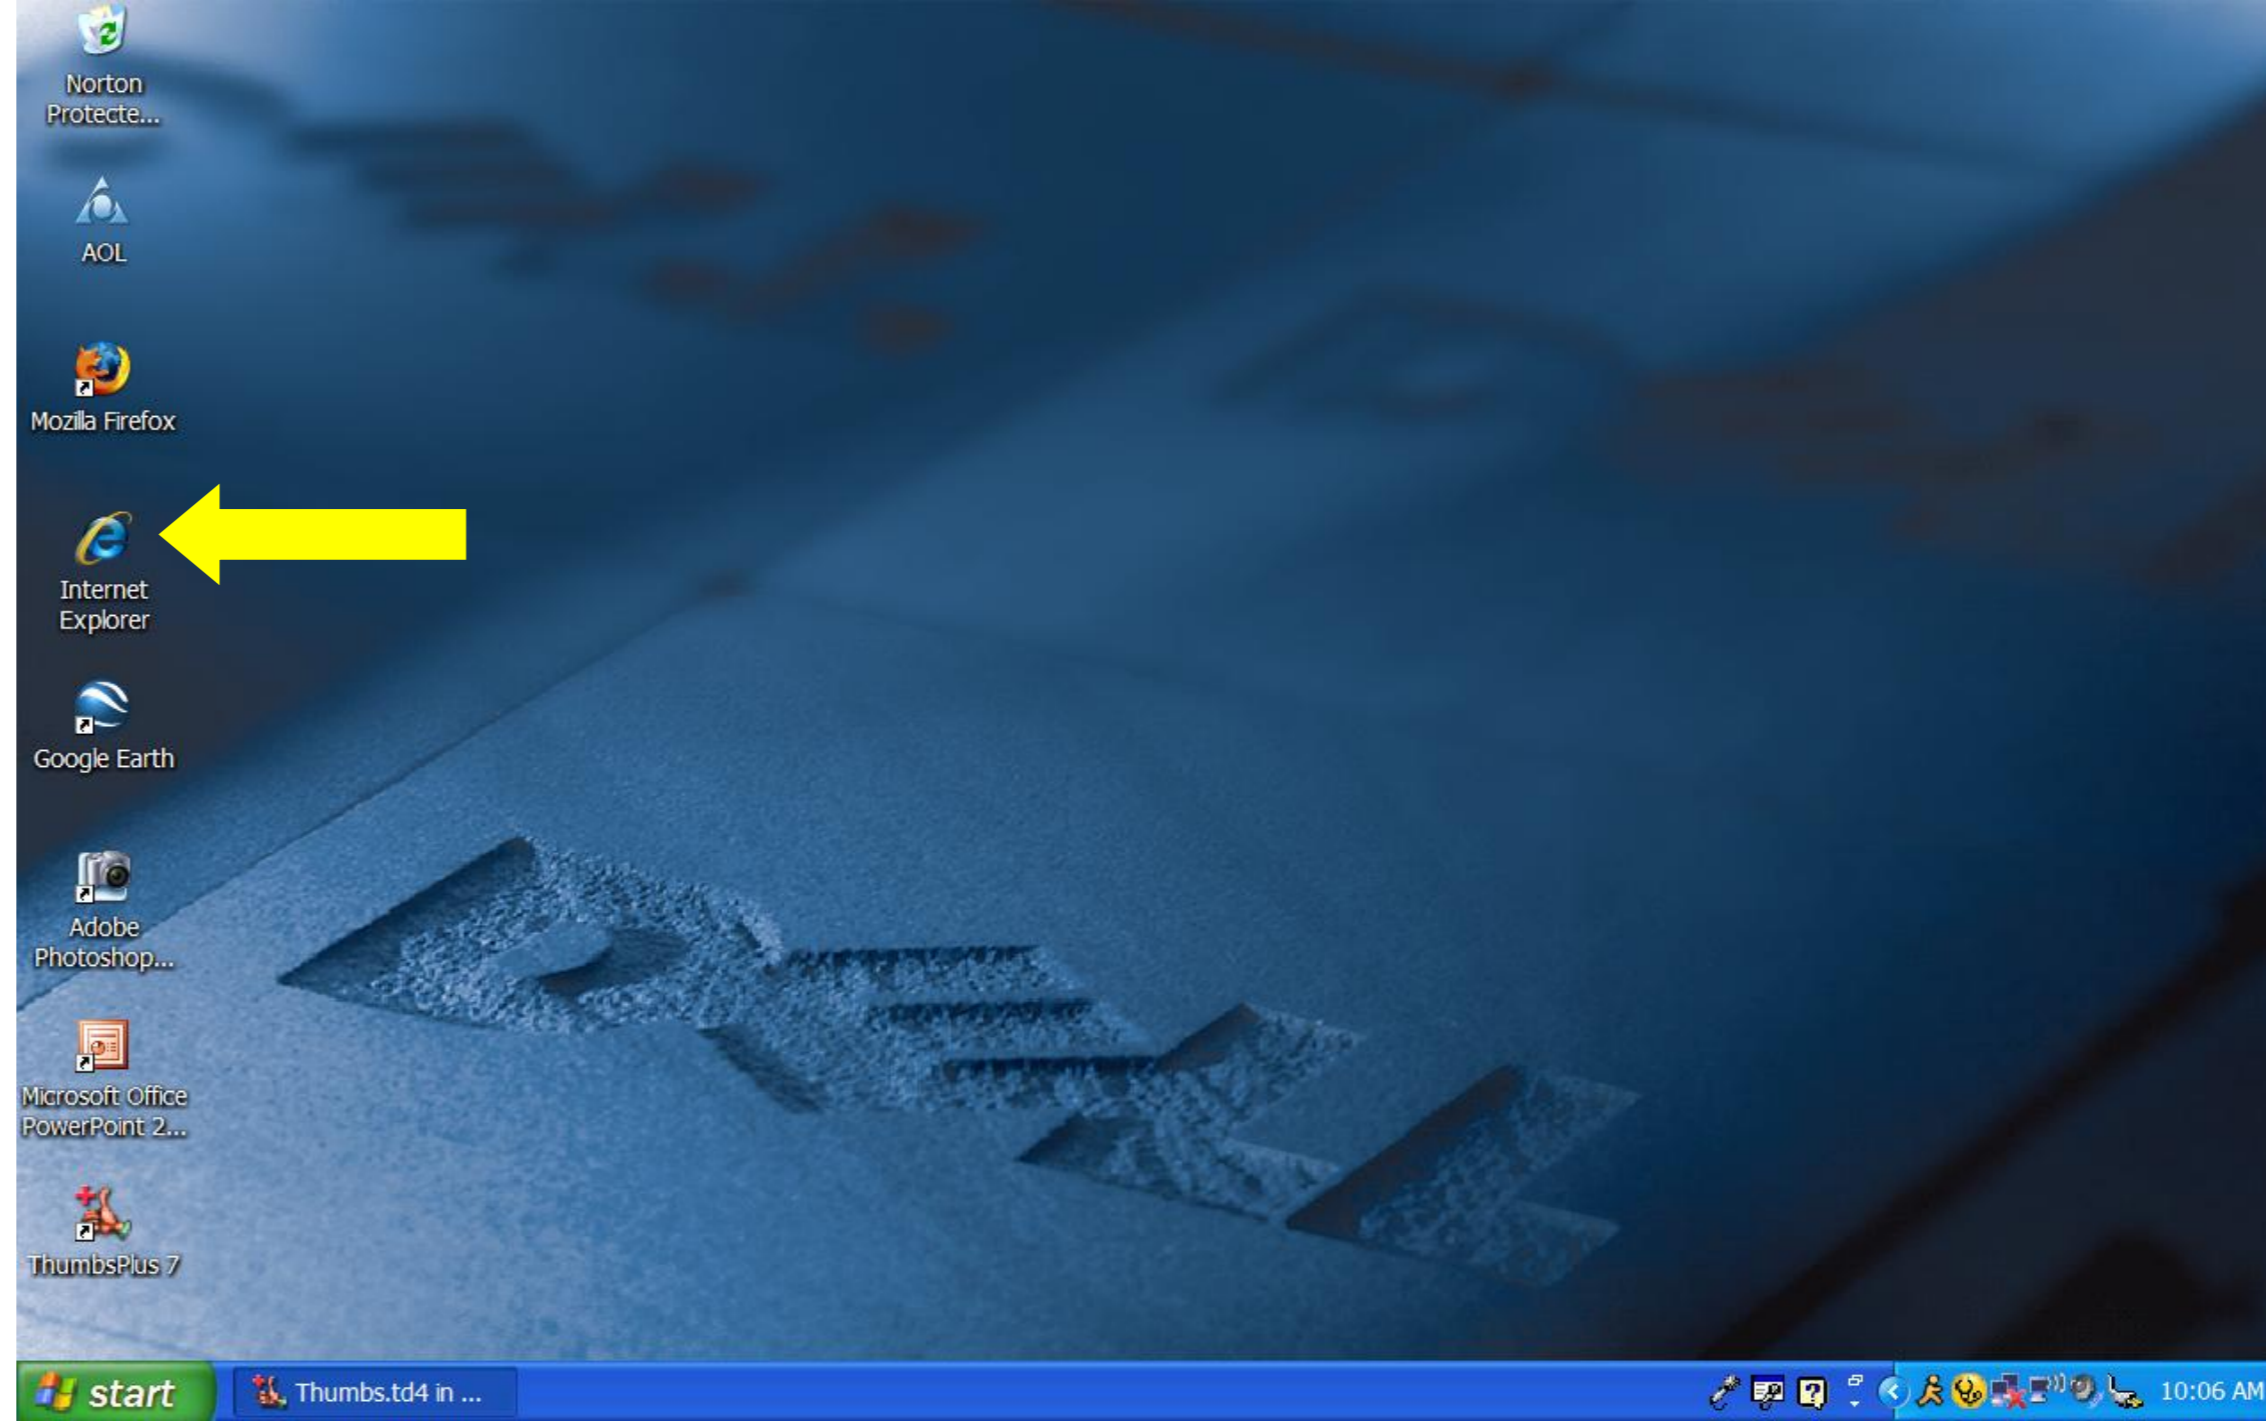 Norton
Protecte...
AOL
Mozilla Firefox
Internet
Explorer
Google Earth
Adobe
Photoshop...
Microsoft Office
PowerPoint 2...
ThumbsPlus 7
DELL
start
Thumbs.td4 in ...
10:06 AM